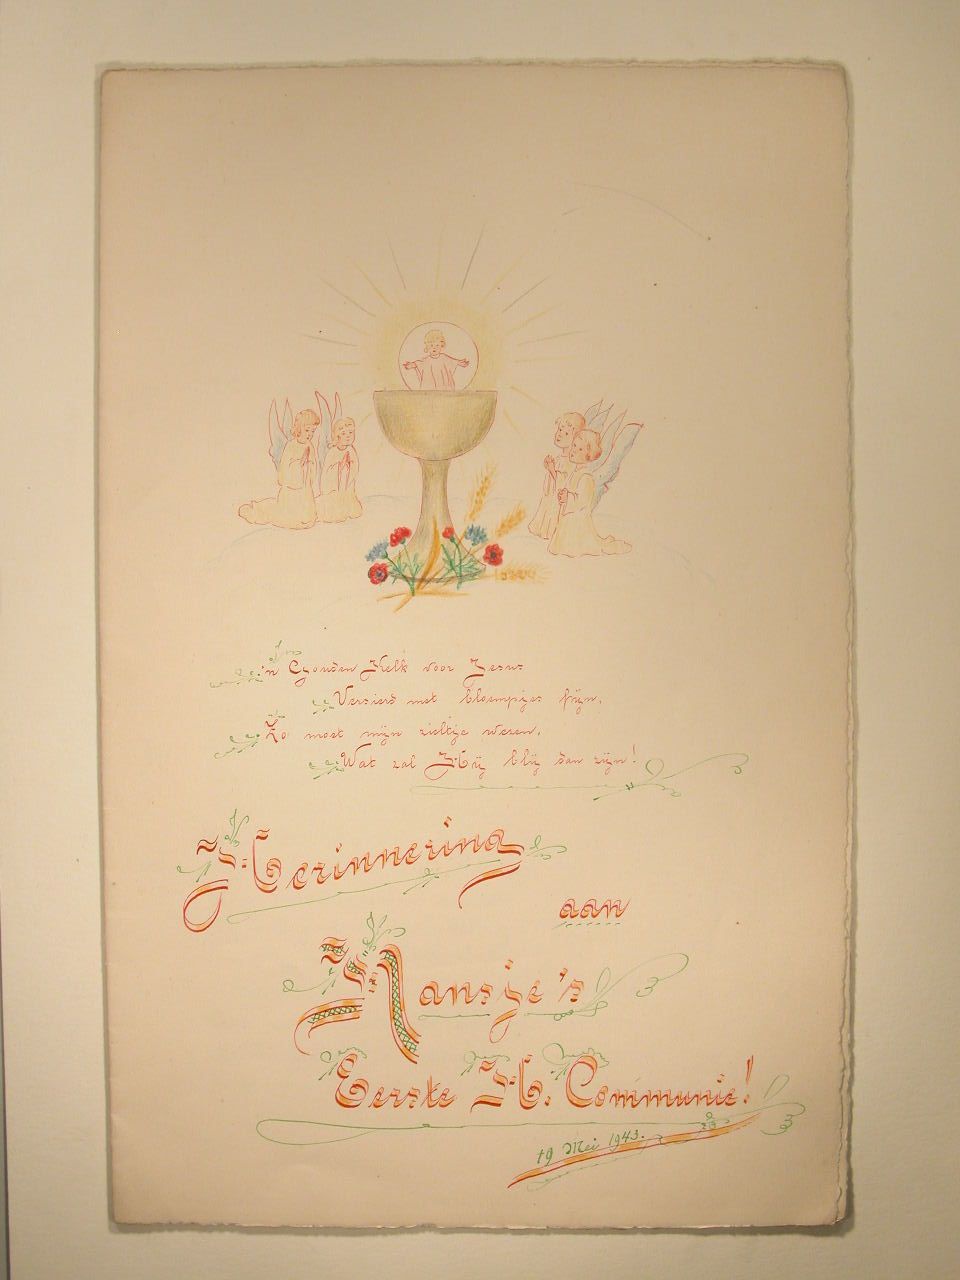 'n Gouden Kelk voor Jesus
Versierd met bloempjes fijn,
Zo moet mijn zieltje wezen,
Wat zal Hij blij dan zijn!
Herinnering
aan
Hansje's
Eerste H. Communie!
19 Mei 1943.